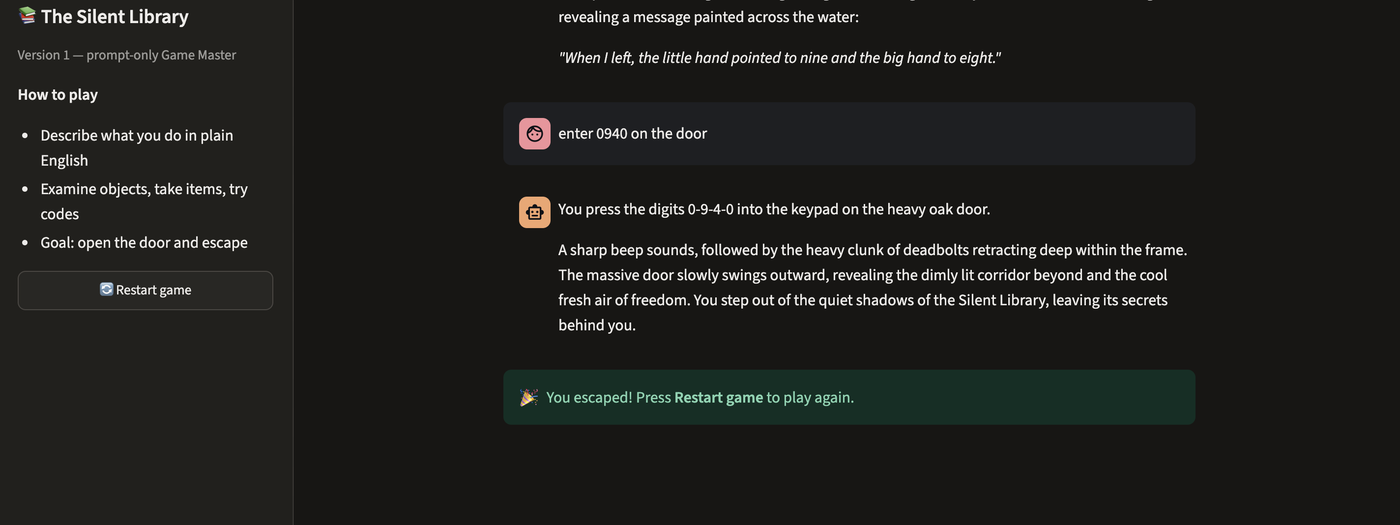 The Silent Library
Version 1 — prompt-only Game Master
How to play
Describe what you do in plain
English
Examine objects, take items, try
codes
Goal: open the door and escape
Restart game
revealing a message painted across the water:
"When I left, the little hand pointed to nine and the big hand to eight."
enter 0940 on the door
You press the digits 0-9-4-0 into the keypad on the heavy oak door.
A sharp beep sounds, followed by the heavy clunk of deadbolts retracting deep within the frame.
The massive door slowly swings outward, revealing the dimly lit corridor beyond and the cool
fresh air of freedom. You step out of the quiet shadows of the Silent Library, leaving its secrets
behind you.
You escaped! Press Restart game to play again.